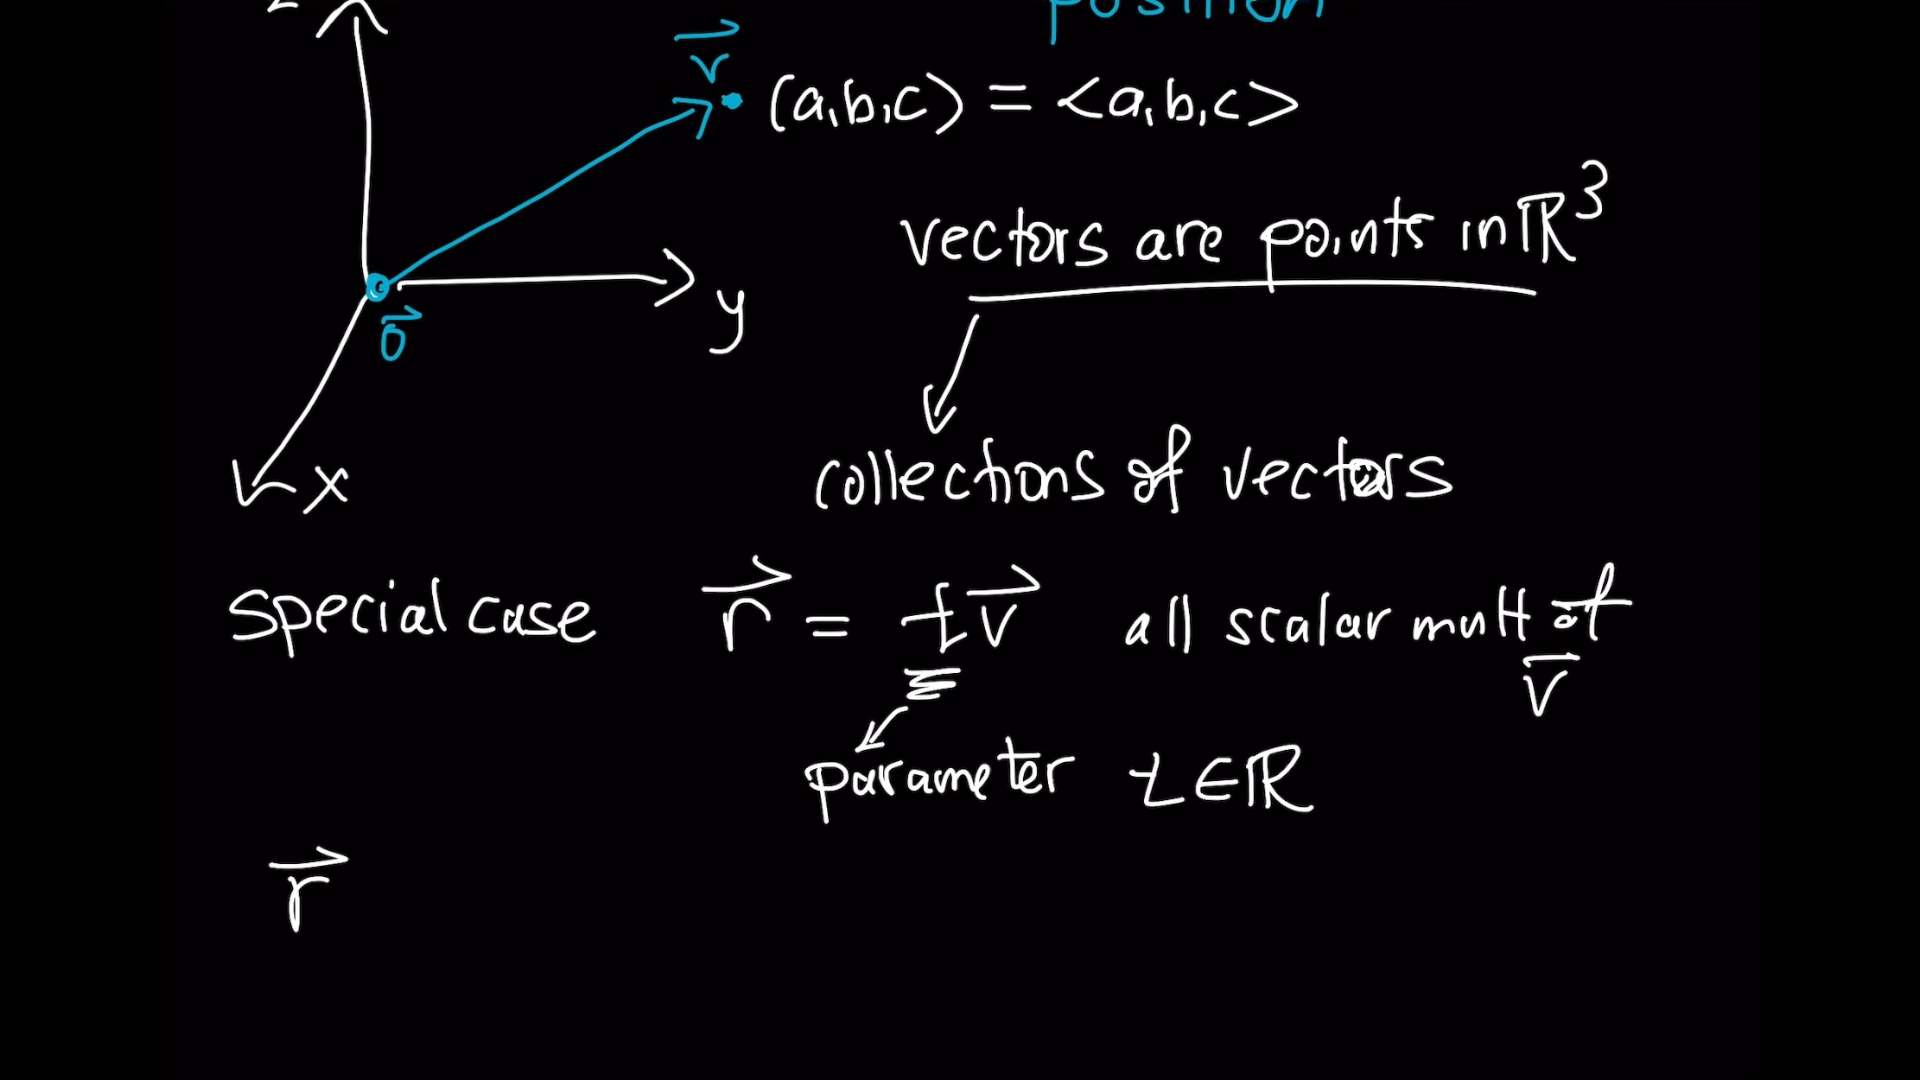 z
position
v⃗
(a,b,c) = <a,b,c>
vectors are points in ℝ³
y
0⃗
collections of vectors
x
special case r⃗ = t v⃗ all scalar mult of v⃗
parameter t ∈ ℝ
r⃗